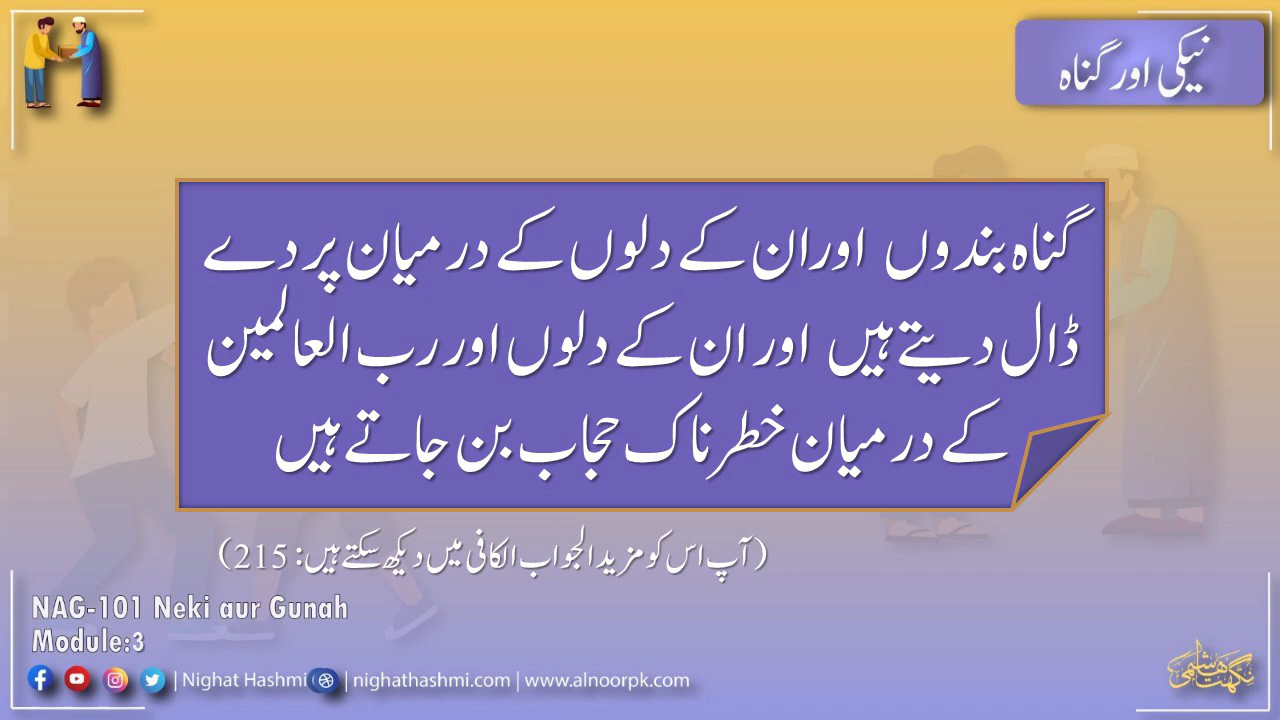 نیکی اور گناہ
گناہ بندوں اوران کے دلوں کے درمیان پردے
ڈال دیتے ہیں اور ان کے دلوں اور رب العالمین
کے درمیان خطرناک حجاب بن جاتے ہیں
(آپ اس کو مزید الجواب الکافی میں دیکھ سکتے ہیں: 215)
NAG-101 Neki aur Gunah
Module:3
| Nighat Hashmi | nighathashmi.com | www.alnoorpk.com
نگہت ہاشمی